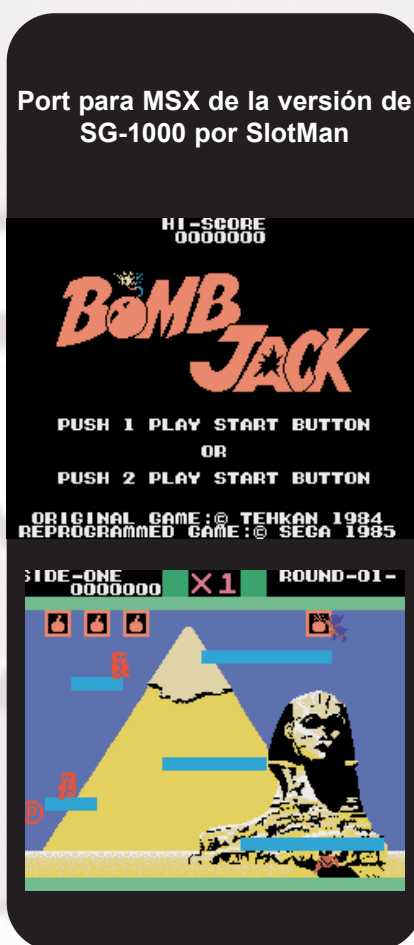 Port para MSX de la versión de
SG-1000 por SlotMan
HI-SCORE
0000000
BOMB
JACK
PUSH 1 PLAY START BUTTON
OR
PUSH 2 PLAY START BUTTON
ORIGINAL GAME:© TEHKAN 1984
REPROGRAMMED GAME:© SEGA 1985
SIDE-ONE
0000000
×1
ROUND-01-
P